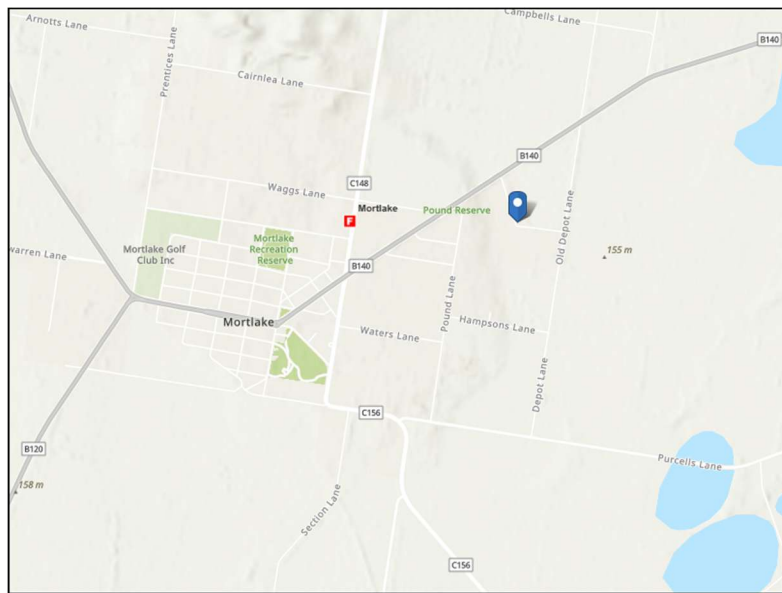 Arnotts Lane
Prentices Lane
Campbells Lane
B140
Cairnlea Lane
B140
C148
Waggs Lane
Mortlake
Pound Reserve
F
Mortlake Golf
Club Inc
Mortlake
Recreation
Reserve
warren Lane
B140
Old Depot Lane
155 m
Pound Lane
Mortlake
Waters Lane
Hampsons Lane
Depot Lane
C156
B120
Purcells Lane
158 m
Section Lane
C156